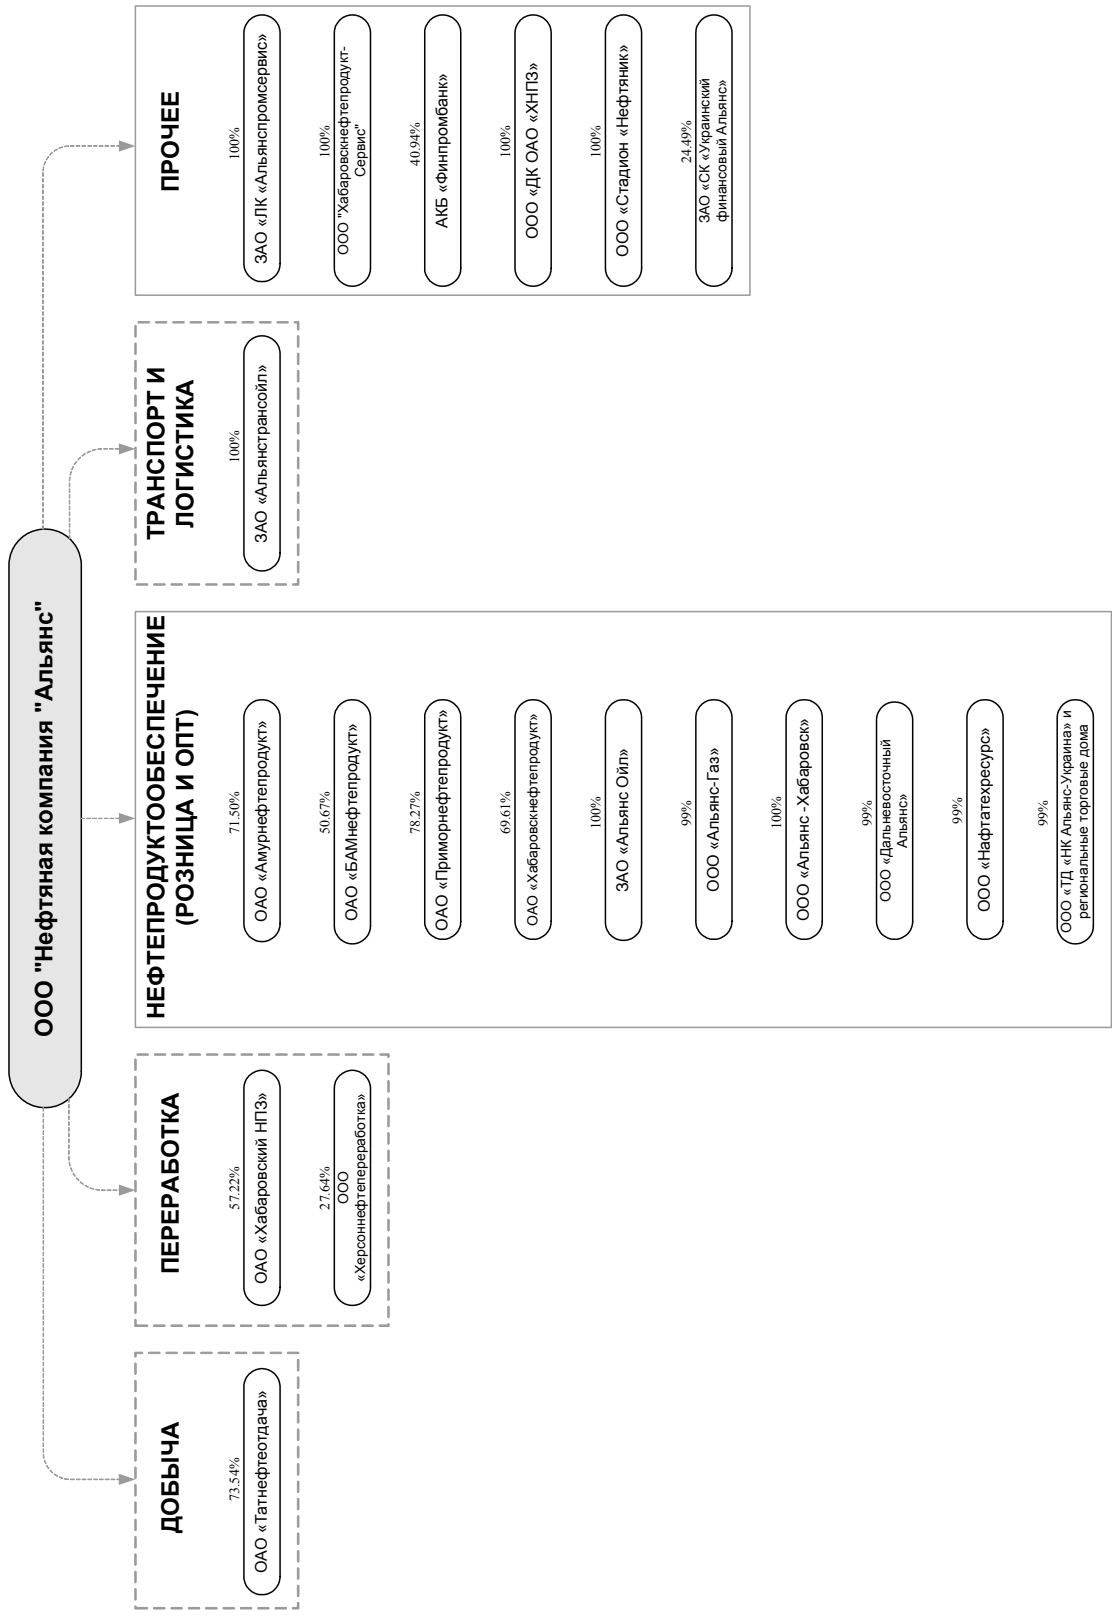 ООО "Нефтяная компания "Альянс"
ДОБЫЧА
73.54%
ОАО «Татнефтеотдача»
ПЕРЕРАБОТКА
57.22%
ОАО «Хабаровский НПЗ»
27.64%
ООО
«Херсоннефтепереработка»
НЕФТЕПРОДУКТООБЕСПЕЧЕНИЕ
(РОЗНИЦА И ОПТ)
71.50%
ОАО «Амурнефтепродукт»
50.67%
ОАО «БАМнефтепродукт»
78.27%
ОАО «Приморнефтепродукт»
69.61%
ОАО «Хабаровскнефтепродукт»
100%
ЗАО «Альянс Ойл»
99%
ООО «Альянс-Газ»
100%
ООО «Альянс -Хабаровск»
99%
ООО «Дальневосточный
Альянс»
99%
ООО «Нафтатехресурс»
99%
ООО «ТД «НК Альянс-Украина» и
региональные торговые дома
ТРАНСПОРТ И
ЛОГИСТИКА
100%
ЗАО «Альянстрансойл»
ПРОЧЕЕ
100%
ЗАО «ЛК «Альянспромсервис»
100%
ООО "Хабаровскнефтепродукт-
Сервис"
40.94%
АКБ «Финпромбанк»
100%
ООО «ДК ОАО «ХНПЗ»
100%
ООО «Стадион «Нефтяник»
24.49%
ЗАО «СК «Украинский
финансовый Альянс»